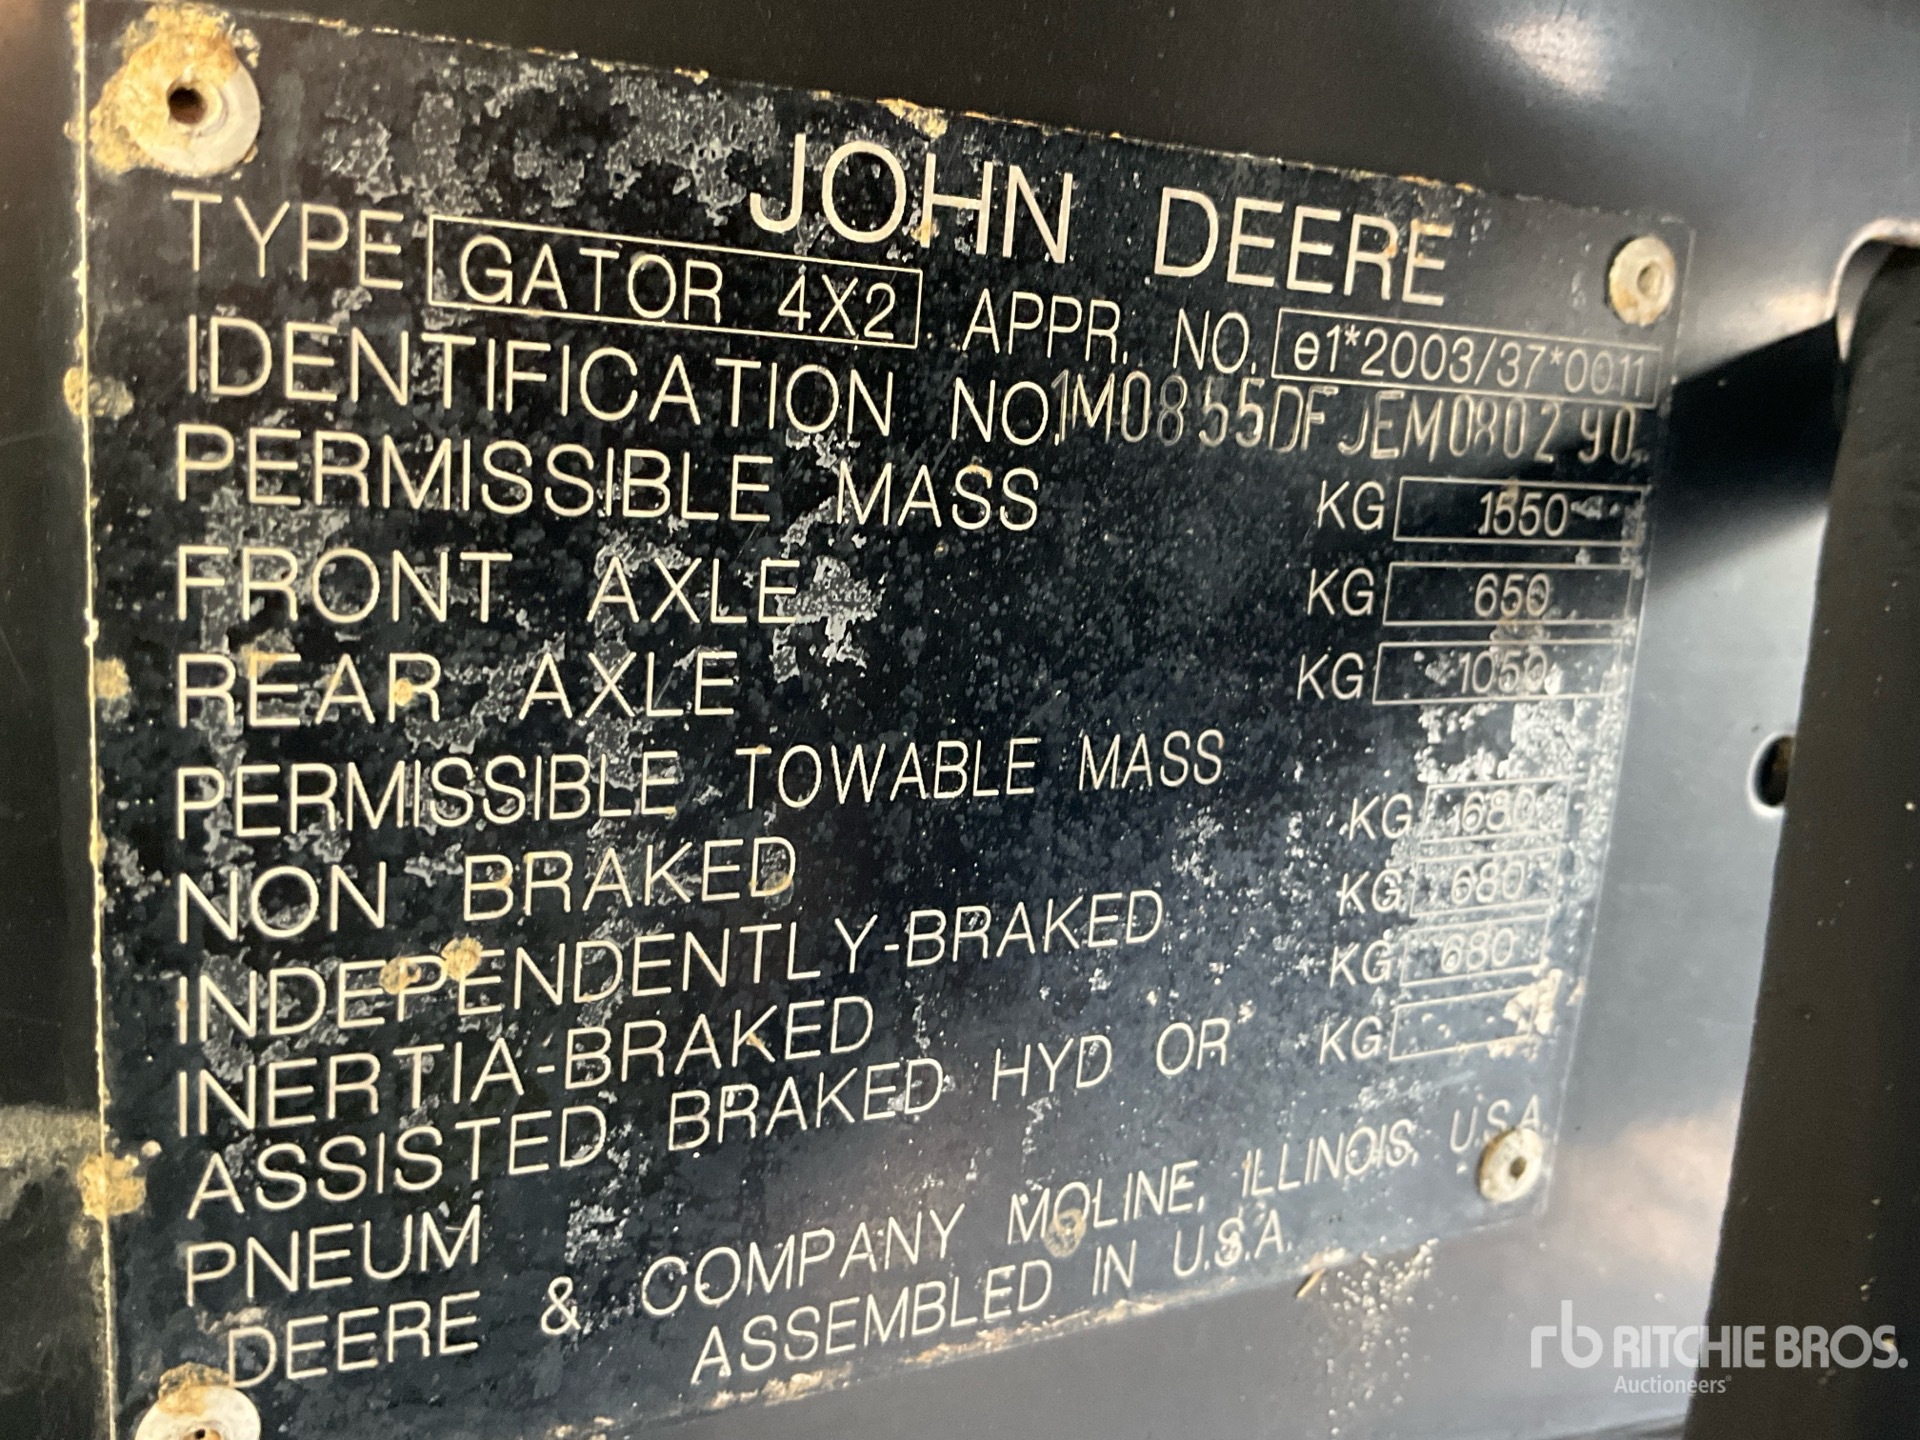 JOHN DEERE
TYPE GATOR 4X2 APPR. NO. e1*2003/37*0011
IDENTIFICATION NO. 1M0855DFJEM080290
PERMISSIBLE MASS KG 1550
FRONT AXLE KG 650
REAR AXLE KG 1050
PERMISSIBLE TOWABLE MASS
NON BRAKED KG 680
INDEPENDENTLY-BRAKED KG 680
INERTIA-BRAKED KG 680
ASSISTED BRAKED HYD OR KG
PNEUM
DEERE & COMPANY MOLINE, ILLINOIS, U.S.A.
ASSEMBLED IN U.S.A.
rb RITCHIE BROS.
Auctioneers